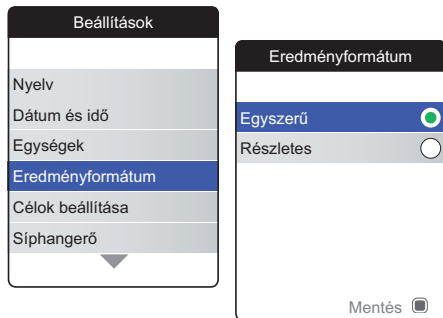 Beállítások
Nyelv
Dátum és idő
Egységek
Eredményformátum
Célok beállítása
Síphangerő
Eredményformátum
Egyszerű
Részletes
Mentés